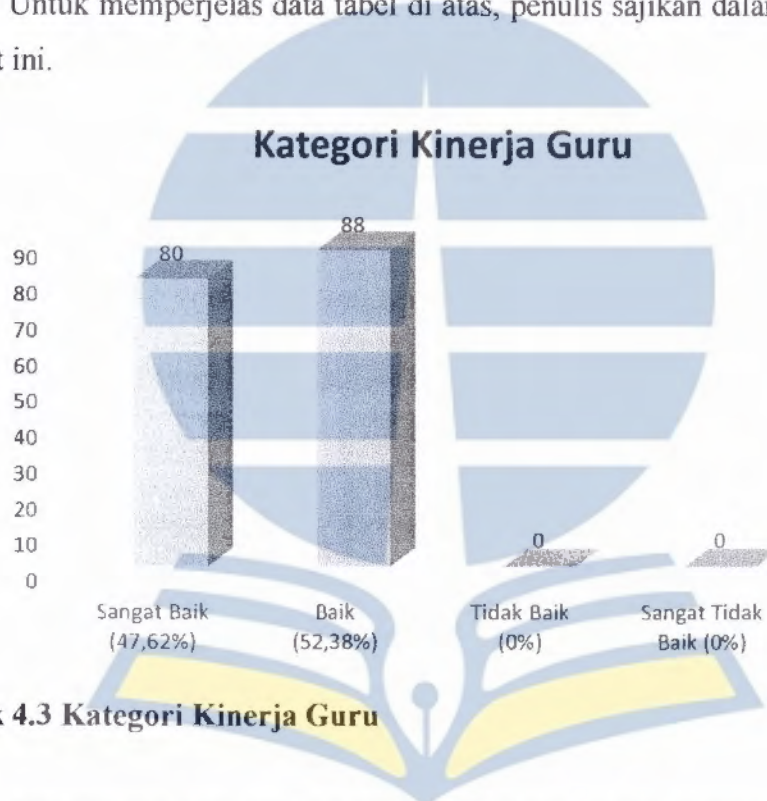 Untuk memperjelas data tabel di atas, penulis sajikan dalam
ini.
Kategori Kinerja Guru
90
80
70
60
50
40
30
20
10
0
80
88
0
0
Sangat Baik
(47,62%)
Baik
(52,38%)
Tidak Baik
(0%)
Sangat Tidak
Baik (0%)
4.3 Kategori Kinerja Guru